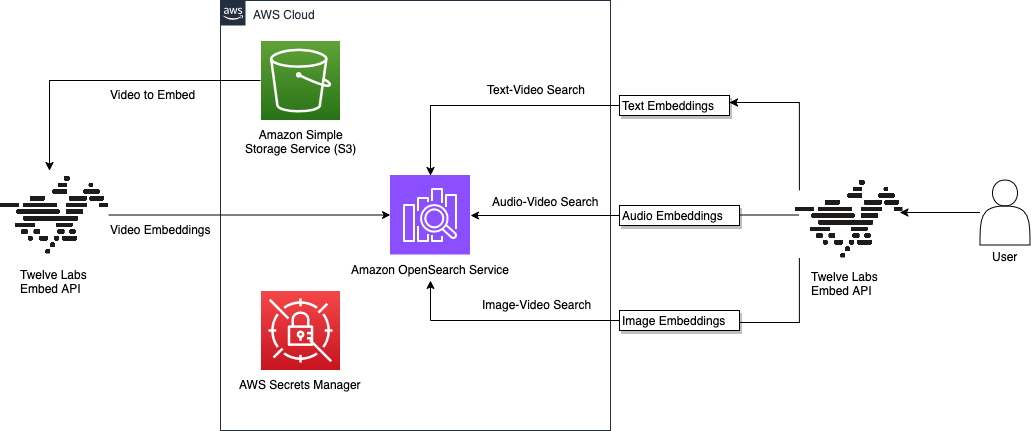 aws
AWS Cloud
Video to Embed
Amazon Simple
Storage Service (S3)
Text-Video Search
Text Embeddings
Audio-Video Search
Audio Embeddings
Video Embeddings
Twelve Labs
Embed API
Amazon OpenSearch Service
Twelve Labs
Embed API
User
Image-Video Search
Image Embeddings
AWS Secrets Manager